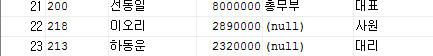 21 200 선동일 8000000 총무부 대표
22 218 이오리 2890000 (null) 사원
23 213 하동운 2320000 (null) 대리